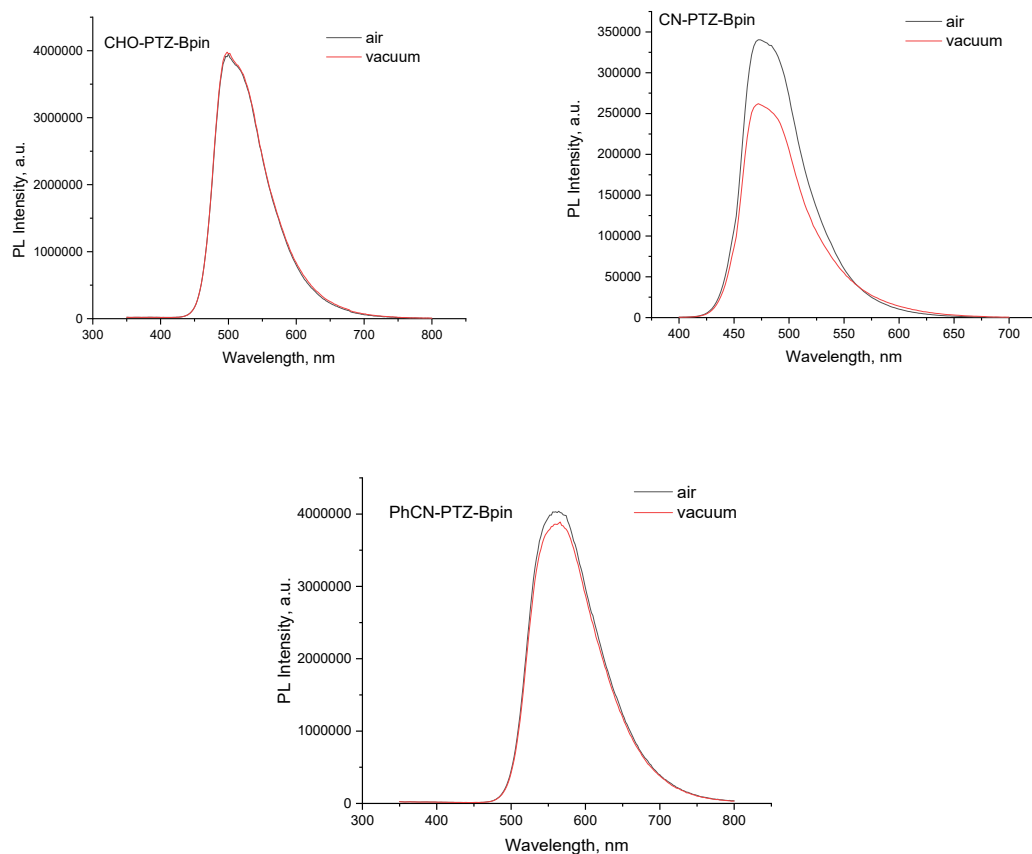 CHO-PTZ-Bpin
air
vacuum
4000000
3000000
2000000
1000000
0
PL Intensity, a.u.
300 400 500 600 700 800
Wavelength, nm
CN-PTZ-Bpin
air
vacuum
350000
300000
250000
200000
150000
100000
50000
0
PL Intensity, a.u.
400 450 500 550 600 650 700
Wavelength, nm
PhCN-PTZ-Bpin
air
vacuum
4000000
3000000
2000000
1000000
0
PL Intensity, a.u.
300 400 500 600 700 800
Wavelength, nm